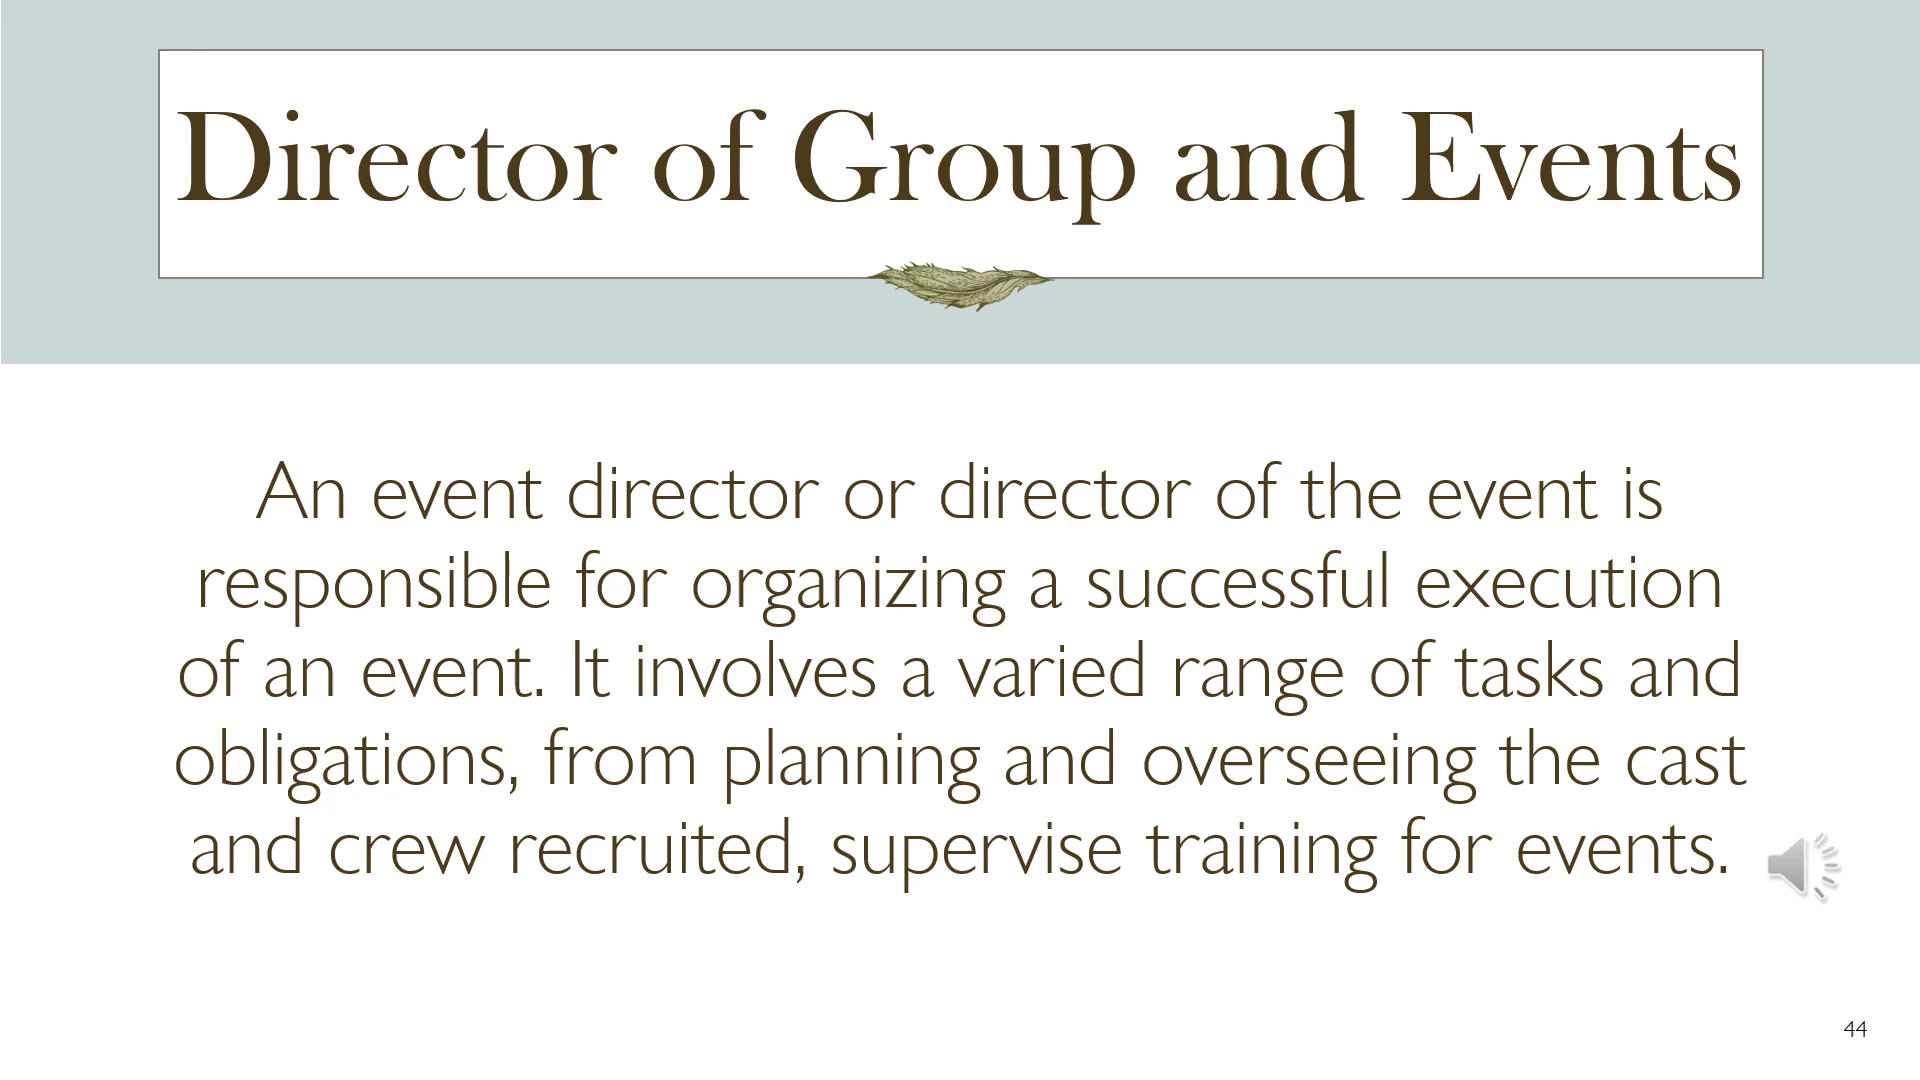 Director of Group and Events
An event director or director of the event is
responsible for organizing a successful execution
of an event. It involves a varied range of tasks and
obligations, from planning and overseeing the cast
and crew recruited, supervise training for events.
44